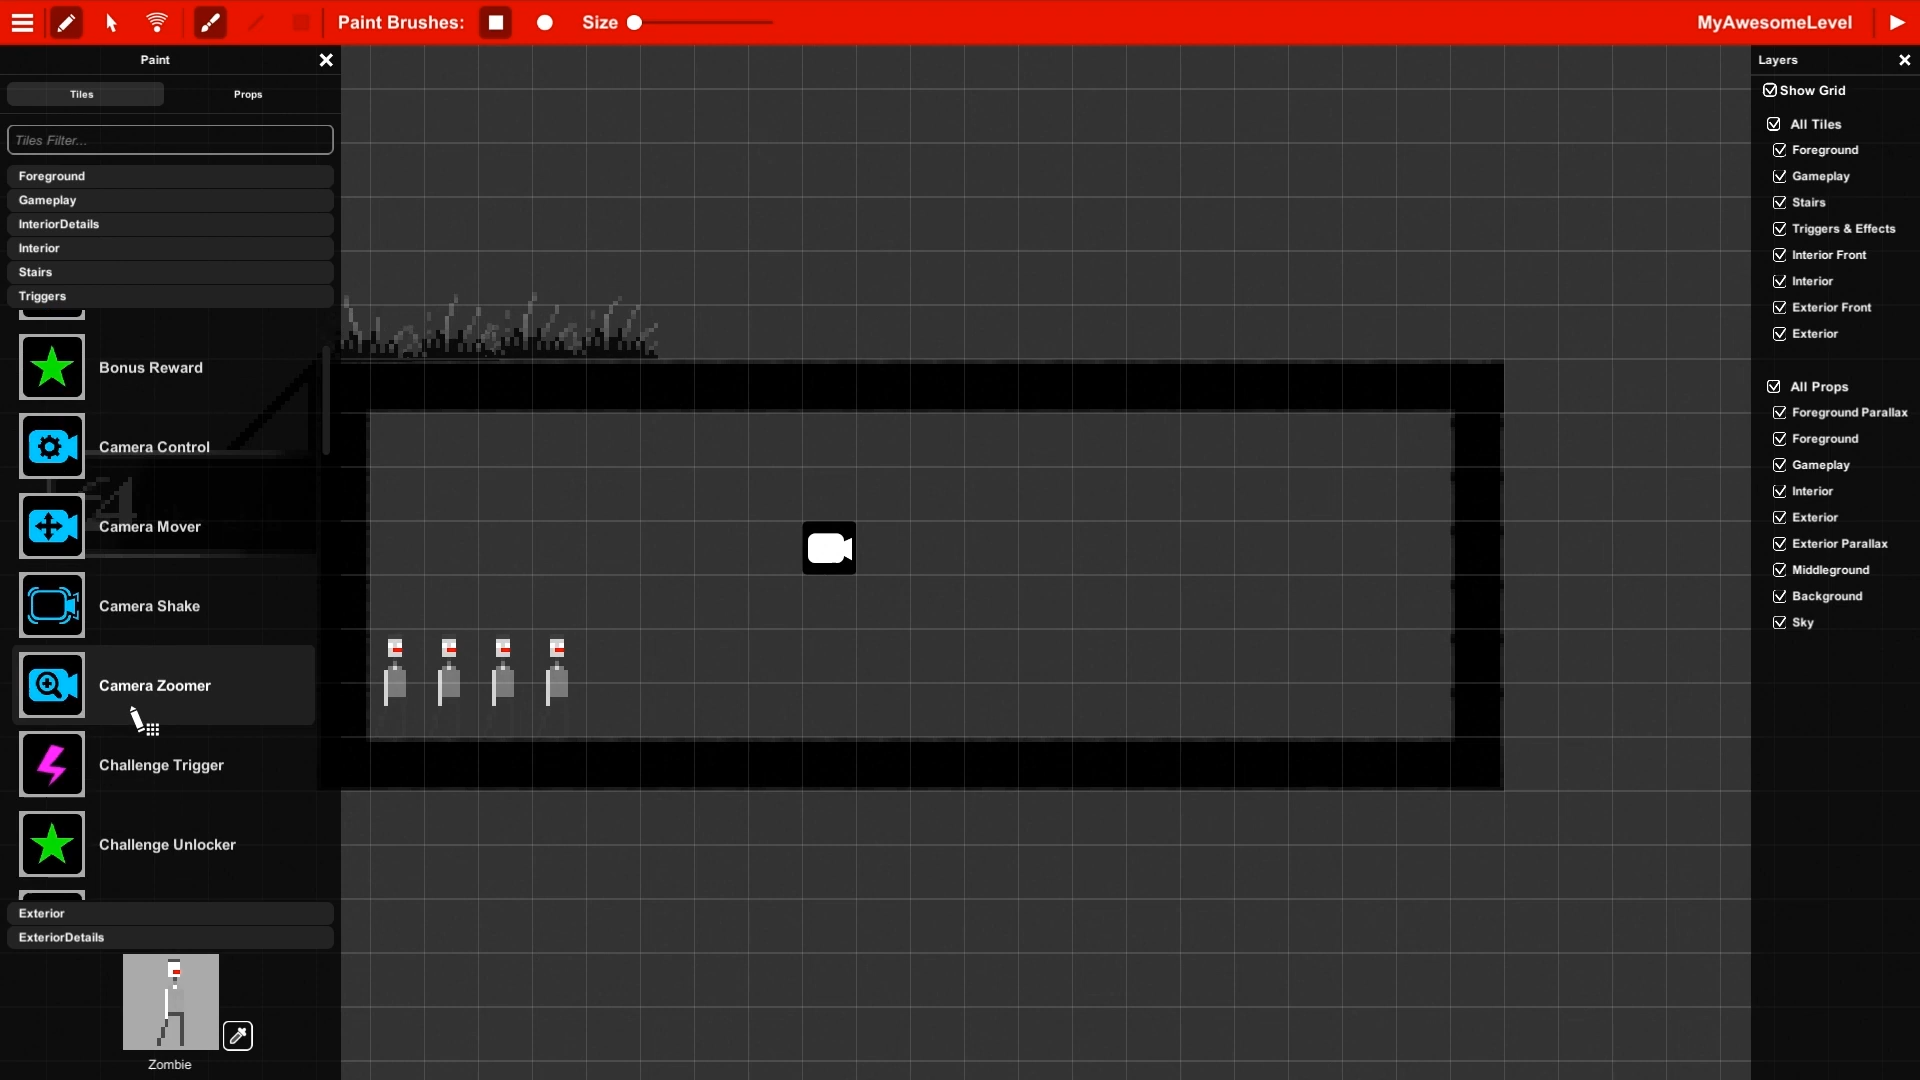 Paint Brushes:
Size
MyAwesomeLevel
Paint
Tiles
Props
Tiles Filter...
Foreground
Gameplay
InteriorDetails
Interior
Stairs
Triggers
Bonus Reward
Camera Control
Camera Mover
Camera Shake
Camera Zoomer
Challenge Trigger
Challenge Unlocker
Exterior
ExteriorDetails
Zombie
Layers
Show Grid
All Tiles
Foreground
Gameplay
Stairs
Triggers & Effects
Interior Front
Interior
Exterior Front
Exterior
All Props
Foreground Parallax
Foreground
Gameplay
Interior
Exterior
Exterior Parallax
Middleground
Background
Sky